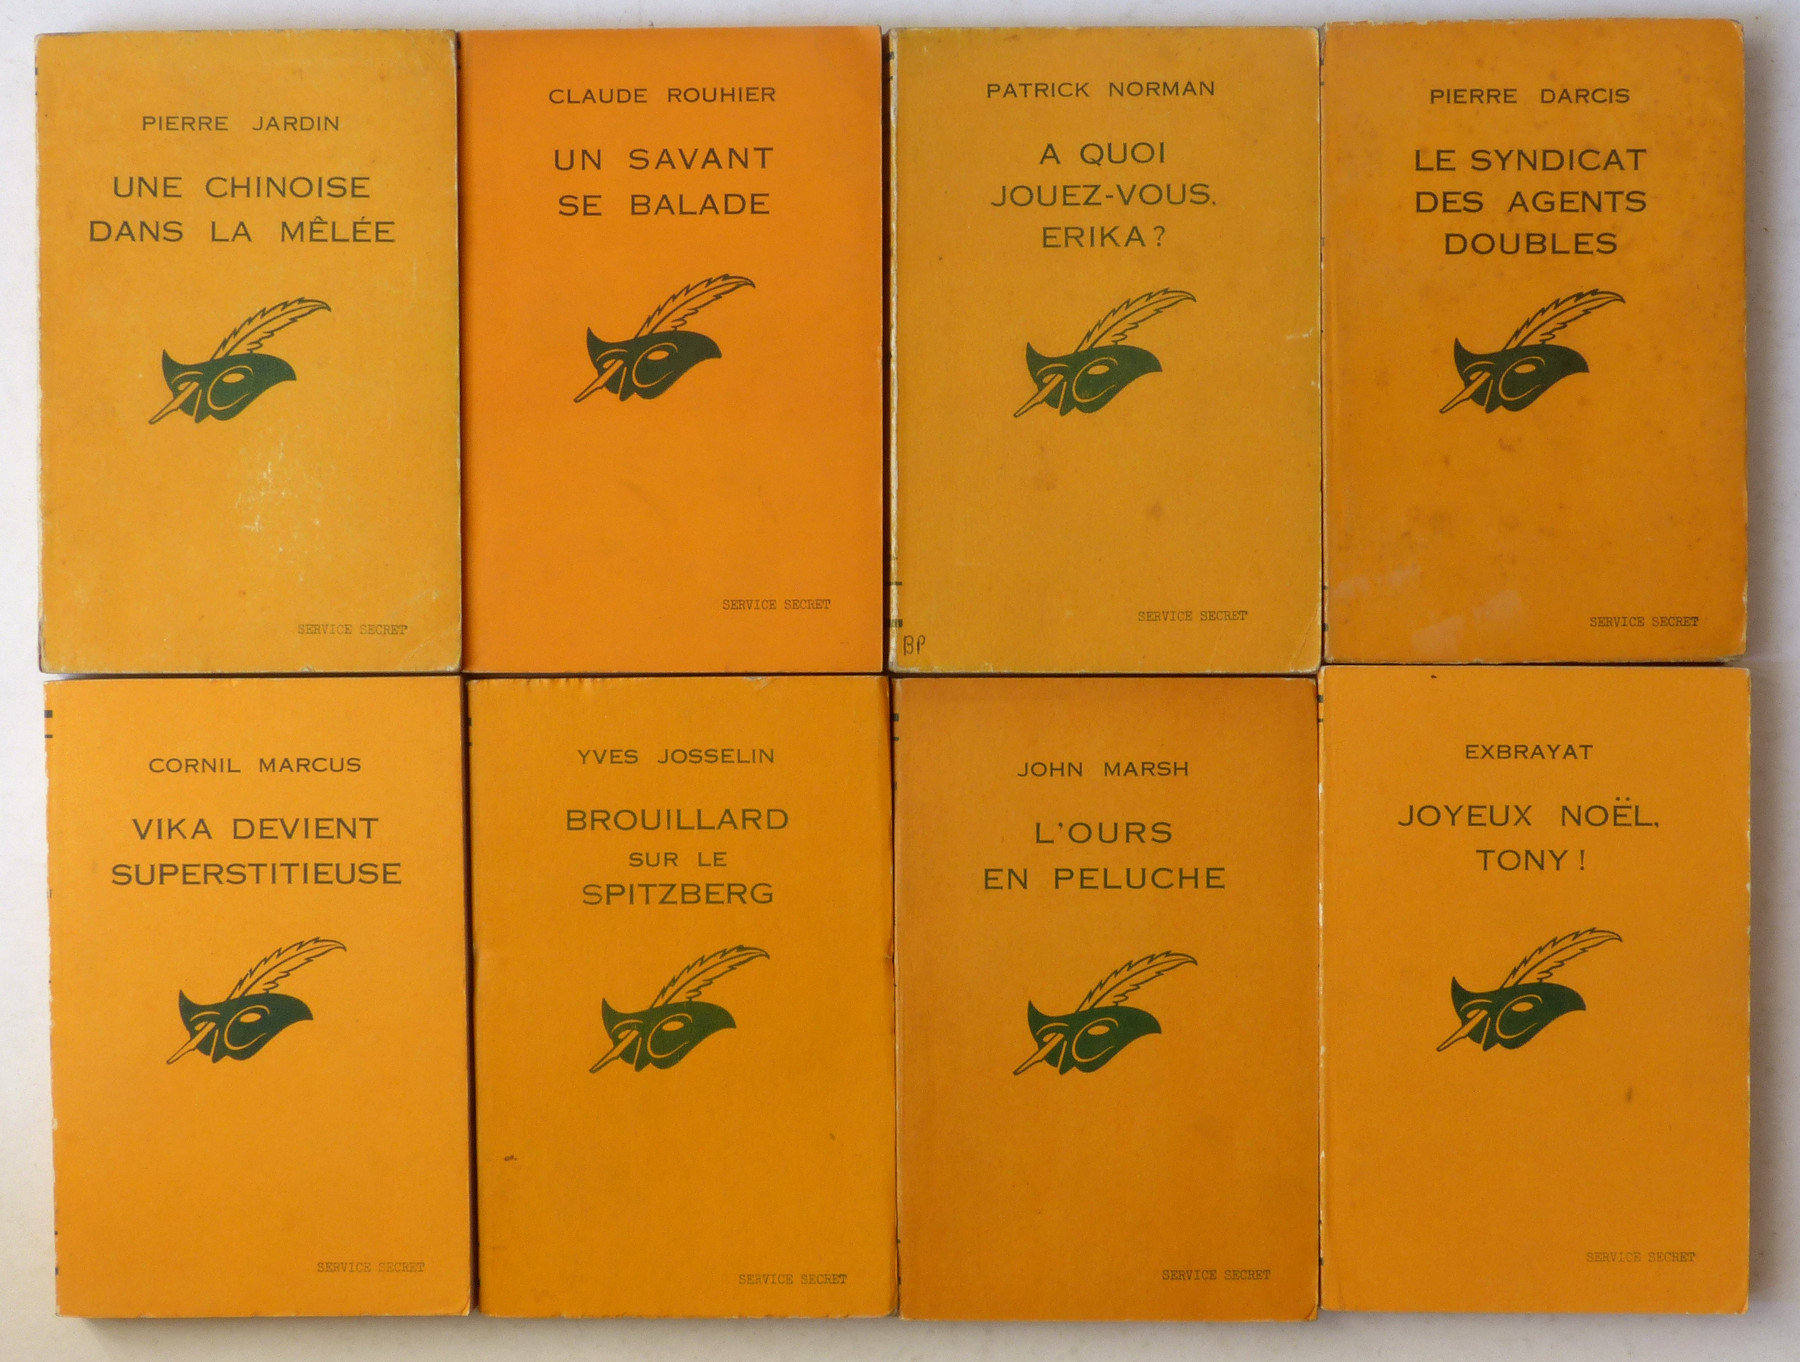 PIERRE JARDIN
UNE CHINOISE
DANS LA MÊLÉE
SERVICE SECRET
CLAUDE ROUHIER
UN SAVANT
SE BALADE
SERVICE SECRET
PATRICK NORMAN
A QUOI
JOUEZ-VOUS,
ERIKA?
SERVICE SECRET
BP
PIERRE DARCIS
LE SYNDICAT
DES AGENTS
DOUBLES
SERVICE SECRET
CORNIL MARCUS
VIKA DEVIENT
SUPERSTITIEUSE
SERVICE SECRET
YVES JOSSELIN
BROUILLARD
SUR LE
SPITZBERG
SERVICE SECRET
JOHN MARSH
L'OURS
EN PELUCHE
SERVICE SECRET
EXBRAYAT
JOYEUX NOËL,
TONY!
SERVICE SECRET